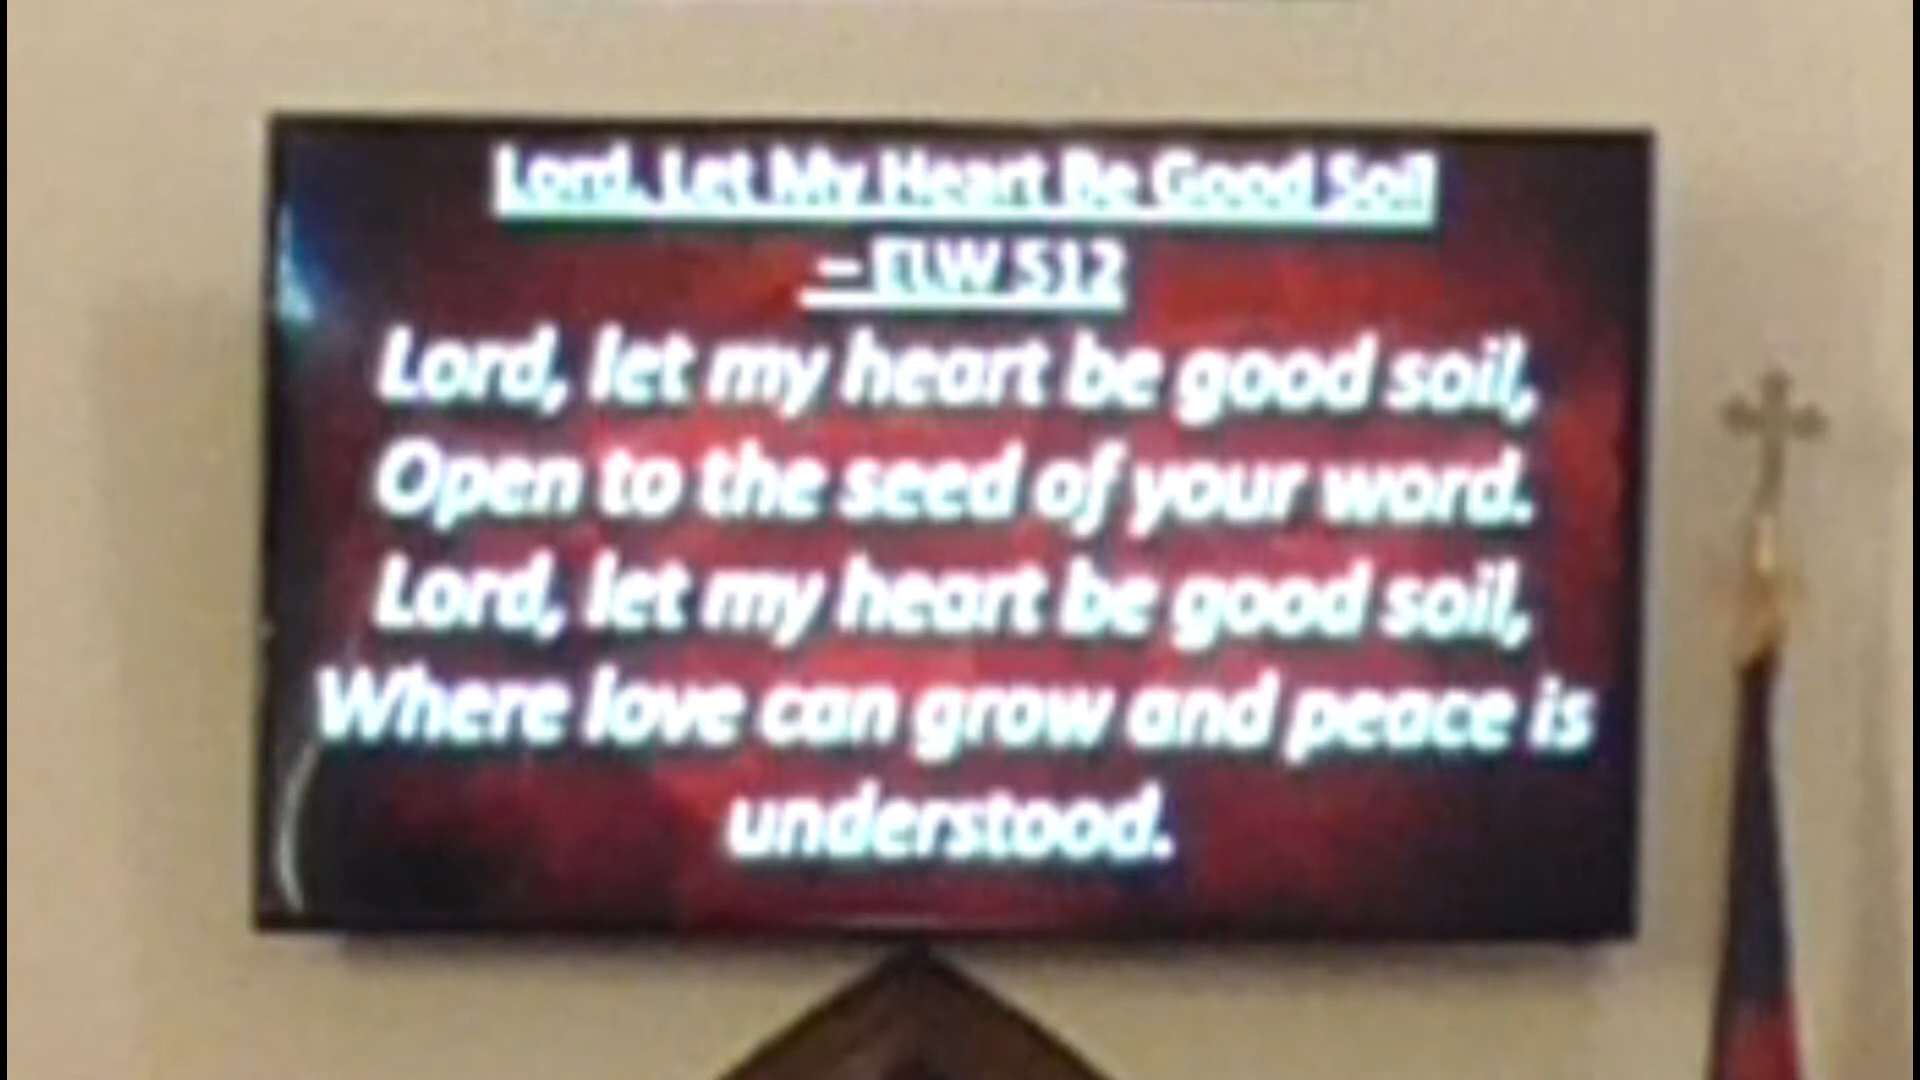 Lord, Let My Heart Be Good Soil
– ELW 512
Lord, let my heart be good soil,
Open to the seed of your word.
Lord, let my heart be good soil,
Where love can grow and peace is
understood.